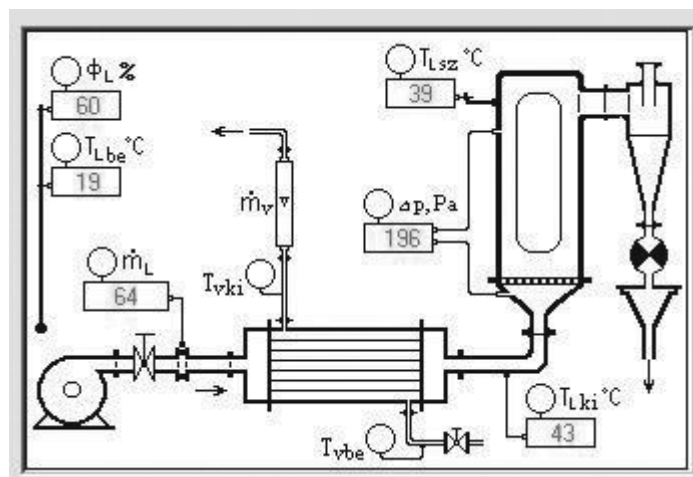 ϕL %
60
TLbe °C
19
ṁL
64
ṁv
Tvki
TLsz °C
39
Δp, Pa
196
Tvbe
TLki °C
43